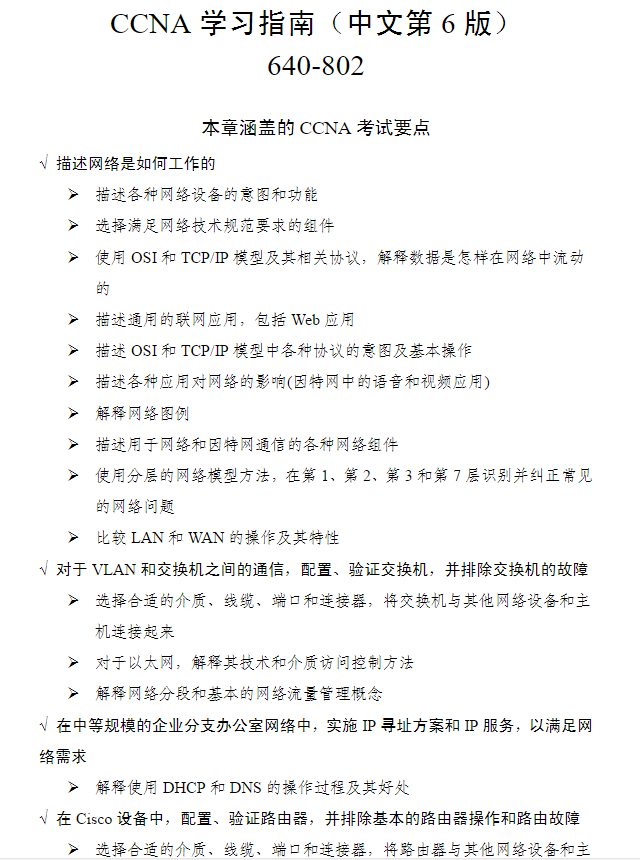 CCNA 学习指南（中文第 6 版）
640-802
本章涵盖的 CCNA 考试要点
√ 描述网络是如何工作的
➢ 描述各种网络设备的意图和功能
➢ 选择满足网络技术规范要求的组件
➢ 使用 OSI 和 TCP/IP 模型及其相关协议，解释数据是怎样在网络中流动
的
➢ 描述通用的联网应用，包括 Web 应用
➢ 描述 OSI 和 TCP/IP 模型中各种协议的意图及基本操作
➢ 描述各种应用对网络的影响(因特网中的语音和视频应用)
➢ 解释网络图例
➢ 描述用于网络和因特网通信的各种网络组件
➢ 使用分层的网络模型方法，在第 1、第 2、第 3 和第 7 层识别并纠正常见
的网络问题
➢ 比较 LAN 和 WAN 的操作及其特性
√ 对于 VLAN 和交换机之间的通信，配置、验证交换机，并排除交换机的故障
➢ 选择合适的介质、线缆、端口和连接器，将交换机与其他网络设备和主
机连接起来
➢ 对于以太网，解释其技术和介质访问控制方法
➢ 解释网络分段和基本的网络流量管理概念
√ 在中等规模的企业分支办公室网络中，实施 IP 寻址方案和 IP 服务，以满足网
络需求
➢ 解释使用 DHCP 和 DNS 的操作过程及其好处
√ 在 Cisco 设备中，配置、验证路由器，并排除基本的路由器操作和路由故障
➢ 选择合适的介质、线缆、端口和连接器，将路由器与其他网络设备和主